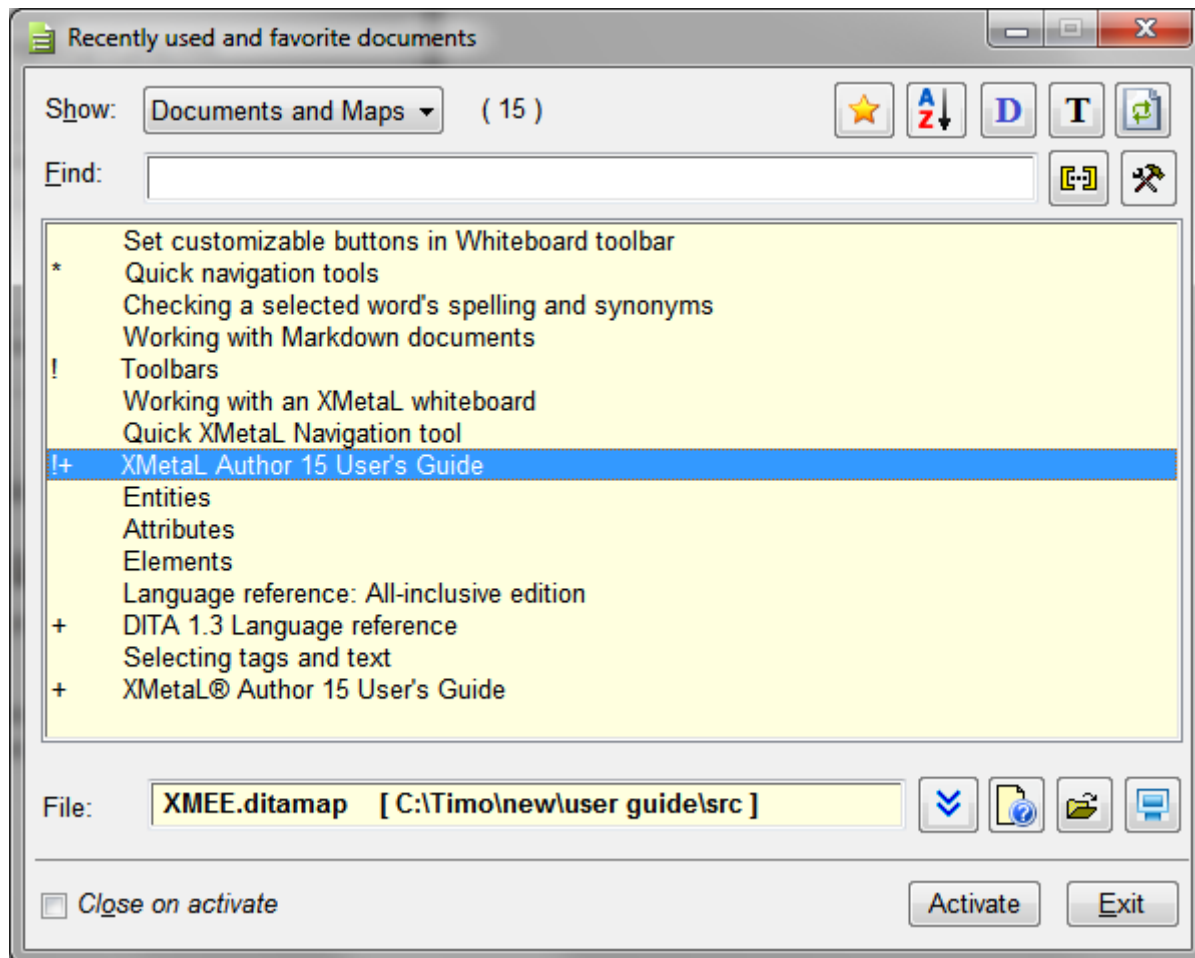 Recently used and favorite documents
Show: Documents and Maps ( 15 ) A Z D T
Find:
Set customizable buttons in Whiteboard toolbar
* Quick navigation tools
Checking a selected word's spelling and synonyms
Working with Markdown documents
! Toolbars
Working with an XMetaL whiteboard
Quick XMetaL Navigation tool
!+ XMetaL Author 15 User's Guide
Entities
Attributes
Elements
Language reference: All-inclusive edition
+ DITA 1.3 Language reference
Selecting tags and text
+ XMetaL® Author 15 User's Guide
File: XMEE.ditamap [ C:\Timo\new\user guide\src ]
Close on activate Activate Exit